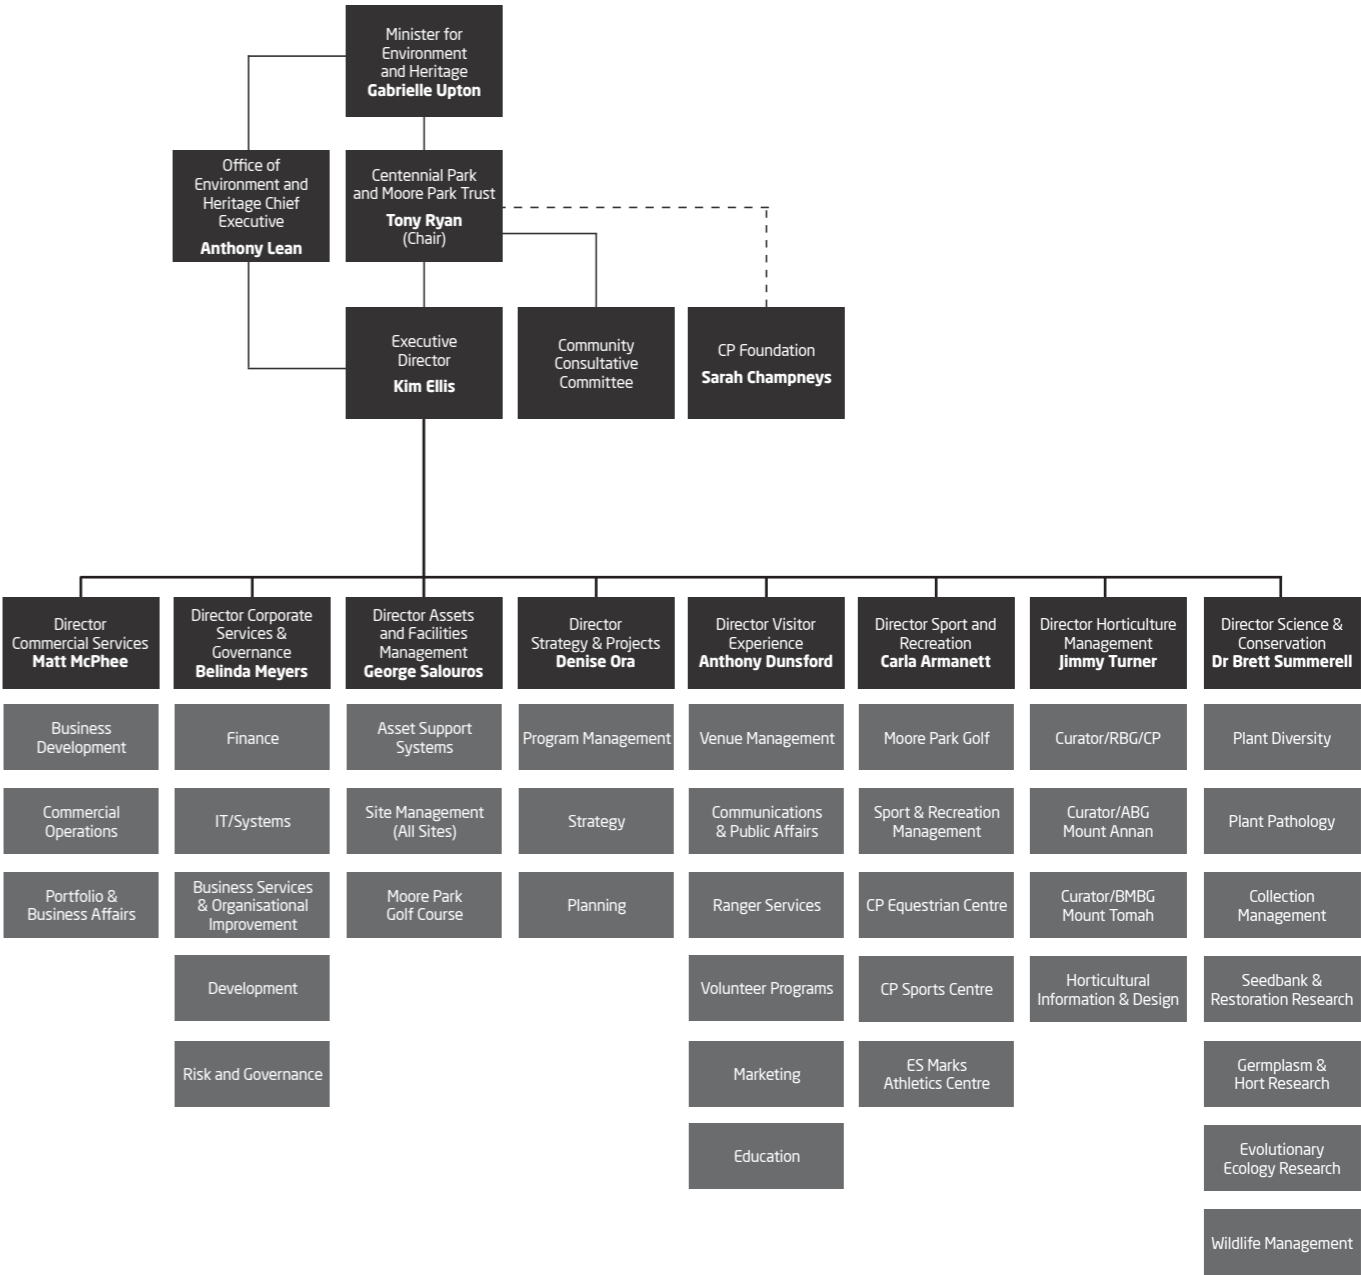 Minister for
Environment
and Heritage
Gabrielle Upton
Office of
Environment and
Heritage Chief
Executive
Anthony Lean
Centennial Park
and Moore Park Trust
Tony Ryan
(Chair)
Executive
Director
Kim Ellis
Community
Consultative
Committee
CP Foundation
Sarah Champneys
Director
Commercial Services
Matt McPhee
Business
Development
Commercial
Operations
Portfolio &
Business Affairs
Director Corporate
Services &
Governance
Belinda Meyers
Finance
IT/Systems
Business Services
& Organisational
Improvement
Development
Risk and Governance
Director Assets
and Facilities
Management
George Salouros
Asset Support
Systems
Site Management
(All Sites)
Moore Park
Golf Course
Director
Strategy & Projects
Denise Ora
Program Management
Strategy
Planning
Director Visitor
Experience
Anthony Dunsford
Venue Management
Communications
& Public Affairs
Ranger Services
Volunteer Programs
Marketing
Education
Director Sport and
Recreation
Carla Armanett
Moore Park Golf
Sport & Recreation
Management
CP Equestrian Centre
CP Sports Centre
ES Marks
Athletics Centre
Director Horticulture
Management
Jimmy Turner
Curator/RBG/CP
Curator/ABG
Mount Annan
Curator/BMBG
Mount Tomah
Horticultural
Information & Design
Director Science &
Conservation
Dr Brett Summerell
Plant Diversity
Plant Pathology
Collection
Management
Seedbank &
Restoration Research
Germplasm &
Hort Research
Evolutionary
Ecology Research
Wildlife Management